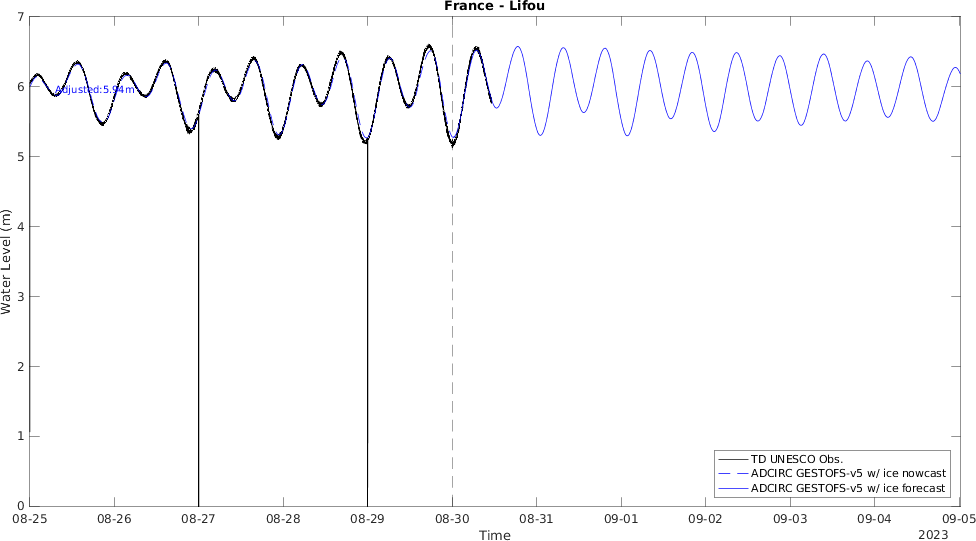 France - Lifou
Water Level (m)
7
6
5
4
3
2
1
0
Adjusted:5.94m
TD UNESCO Obs.
ADCIRC GESTOFS-v5 w/ ice nowcast
ADCIRC GESTOFS-v5 w/ ice forecast
08-25 08-26 08-27 08-28 08-29 08-30 08-31 09-01 09-02 09-03 09-04 09-05
Time
2023